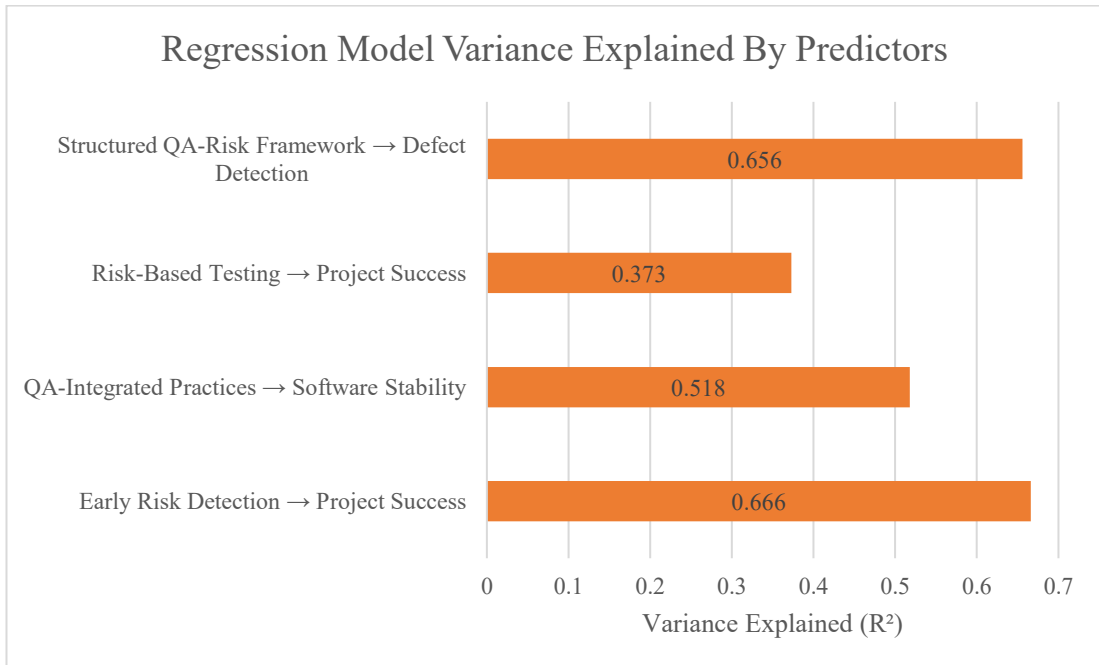 Regression Model Variance Explained By Predictors
Structured QA-Risk Framework → Defect
Detection
0.656
Risk-Based Testing → Project Success
0.373
QA-Integrated Practices → Software Stability
0.518
Early Risk Detection → Project Success
0.666
0 0.1 0.2 0.3 0.4 0.5 0.6 0.7
Variance Explained (R²)